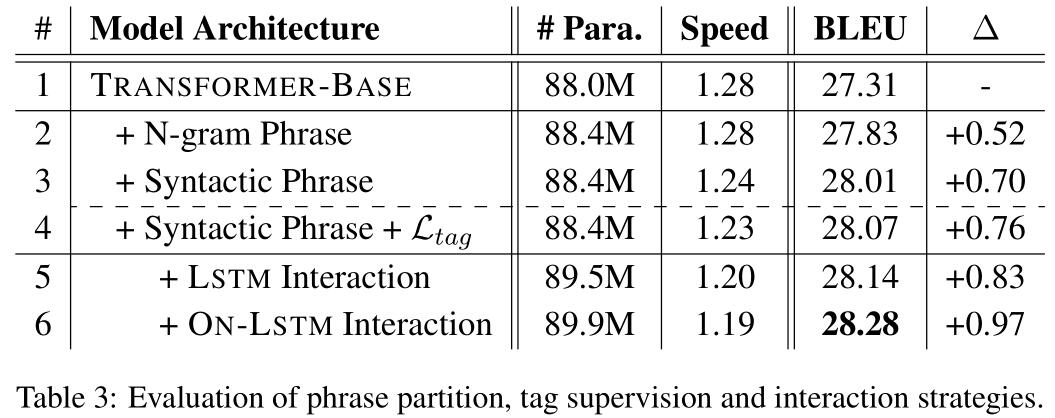 # Model Architecture # Para. Speed BLEU Δ
1 TRANSFORMER-BASE 88.0M 1.28 27.31 -
2 + N-gram Phrase 88.4M 1.28 27.83 +0.52
3 + Syntactic Phrase 88.4M 1.24 28.01 +0.70
4 + Syntactic Phrase + ℒtag 88.4M 1.23 28.07 +0.76
5 + LSTM Interaction 89.5M 1.20 28.14 +0.83
6 + ON-LSTM Interaction 89.9M 1.19 28.28 +0.97
Table 3: Evaluation of phrase partition, tag supervision and interaction strategies.